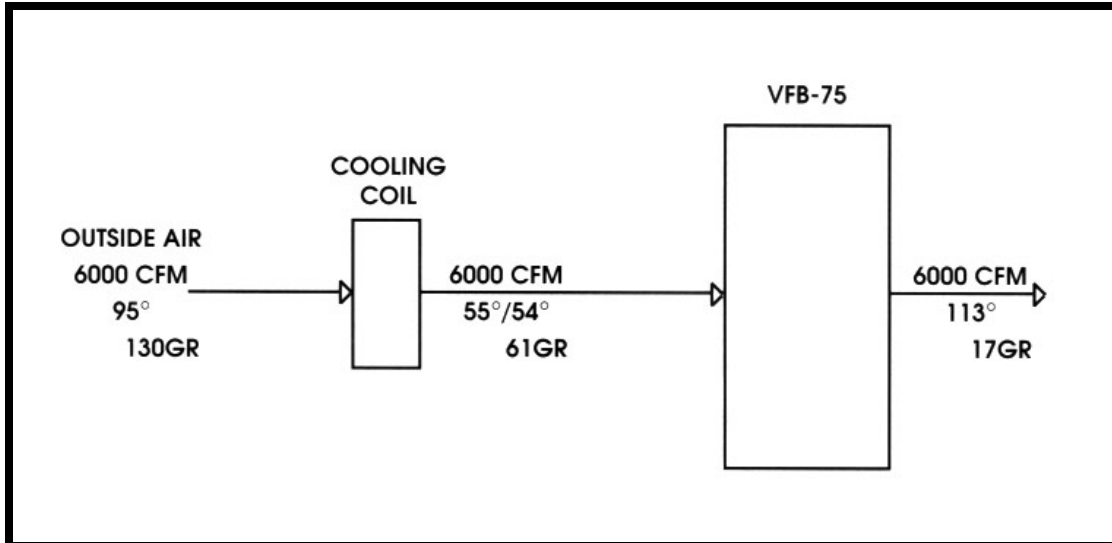 VFB-75
COOLING
COIL
OUTSIDE AIR
6000 CFM
95°
130GR
6000 CFM
55°/54°
61GR
6000 CFM
113°
17GR